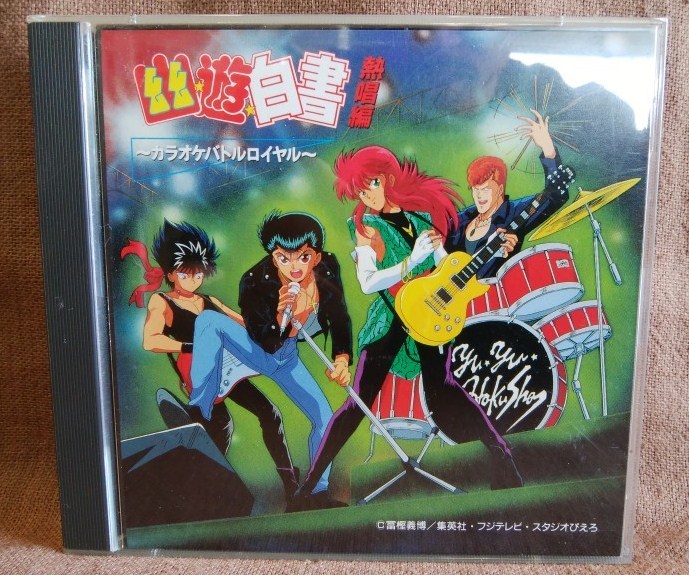 幽☆遊☆白書
熱唱編
～カラオケバトルロイヤル～
Yu・Yu・
HakuSho
©富樫義博／集英社・フジテレビ・スタジオぴえろ